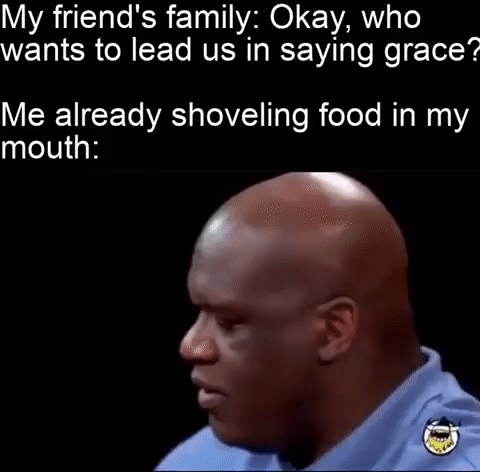 My friend's family: Okay, who
wants to lead us in saying grace?
Me already shoveling food in my
mouth: